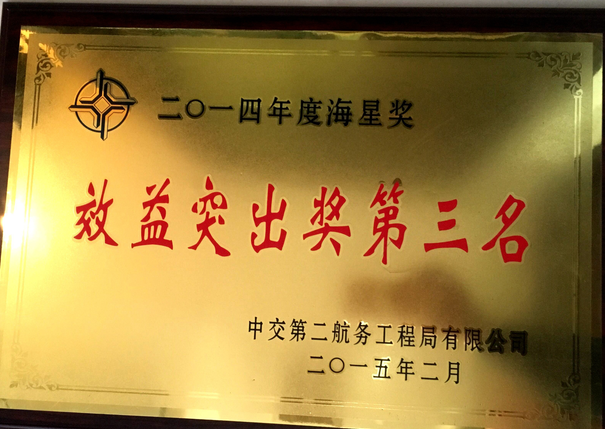 二〇一四年度海星奖
效益突出奖第三名
中交第二航务工程局有限公司
二〇一五年二月